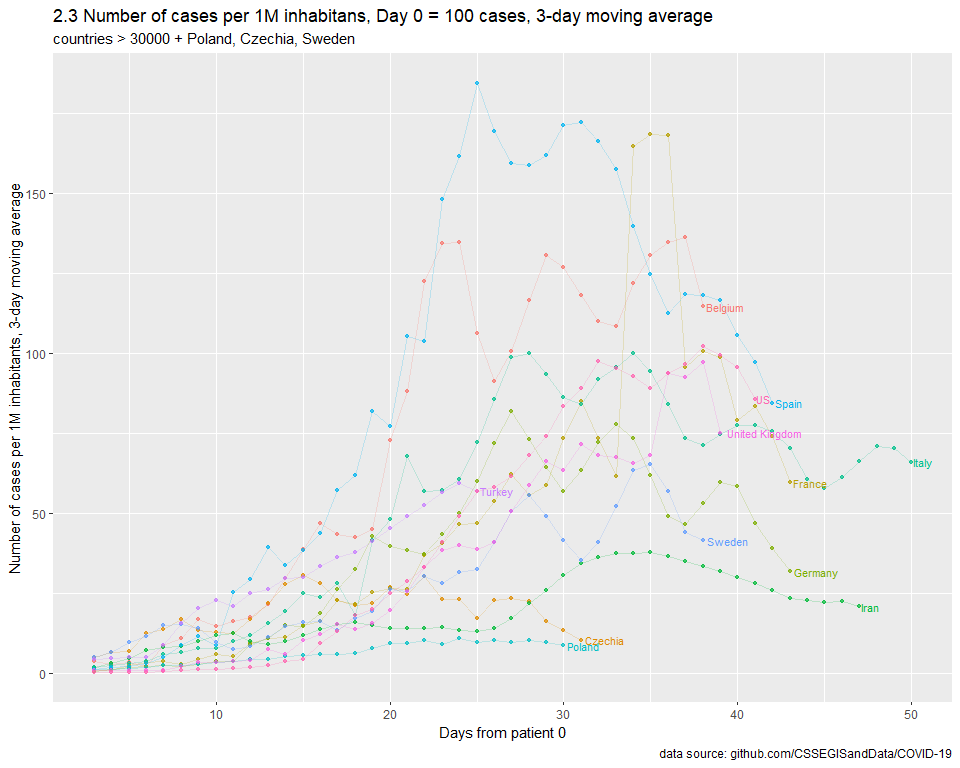 2.3 Number of cases per 1M inhabitans, Day 0 = 100 cases, 3-day moving average
countries > 30000 + Poland, Czechia, Sweden
Number of cases per 1M inhabitants, 3-day moving average
150
100
50
0
Belgium
US
Spain
United Kingdom
Italy
France
Turkey
Sweden
Germany
Iran
Czechia
Poland
10 20 30 40 50
Days from patient 0
data source: github.com/CSSEGISandData/COVID-19